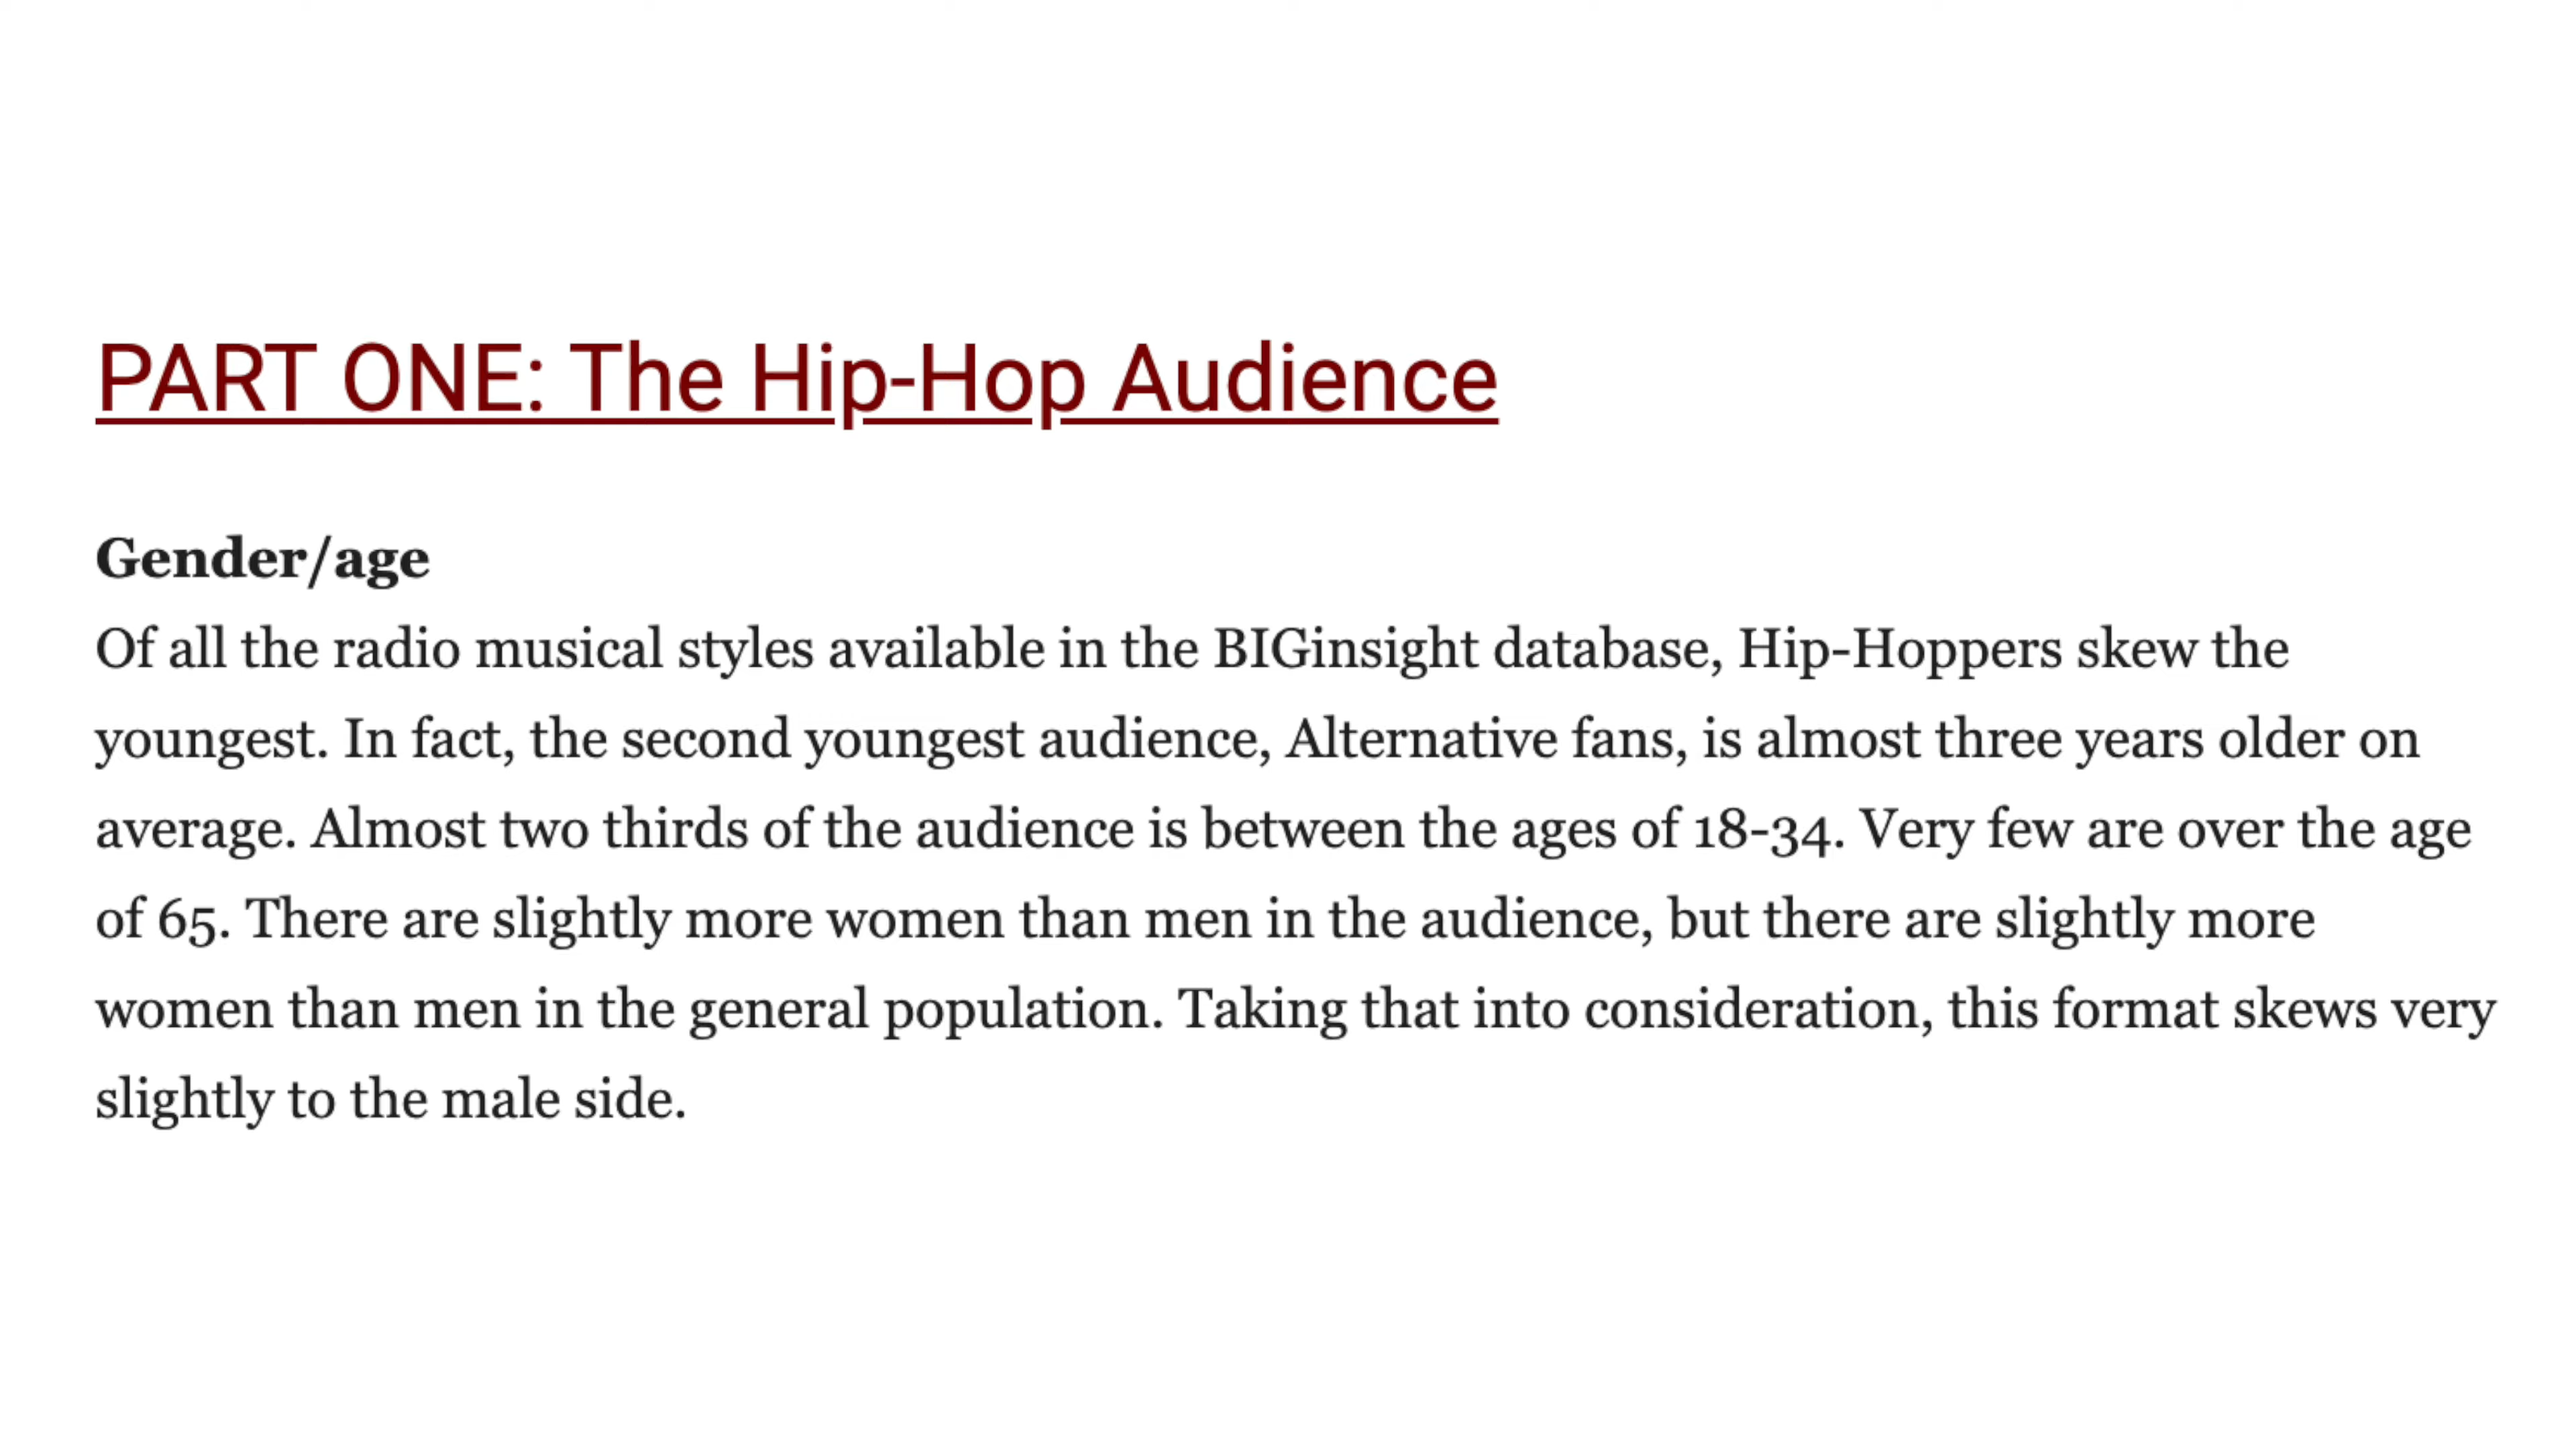 PART ONE: The Hip-Hop Audience
Gender/age
Of all the radio musical styles available in the BIGinsight database, Hip-Hoppers skew the
youngest. In fact, the second youngest audience, Alternative fans, is almost three years older on
average. Almost two thirds of the audience is between the ages of 18-34. Very few are over the age
of 65. There are slightly more women than men in the audience, but there are slightly more
women than men in the general population. Taking that into consideration, this format skews very
slightly to the male side.